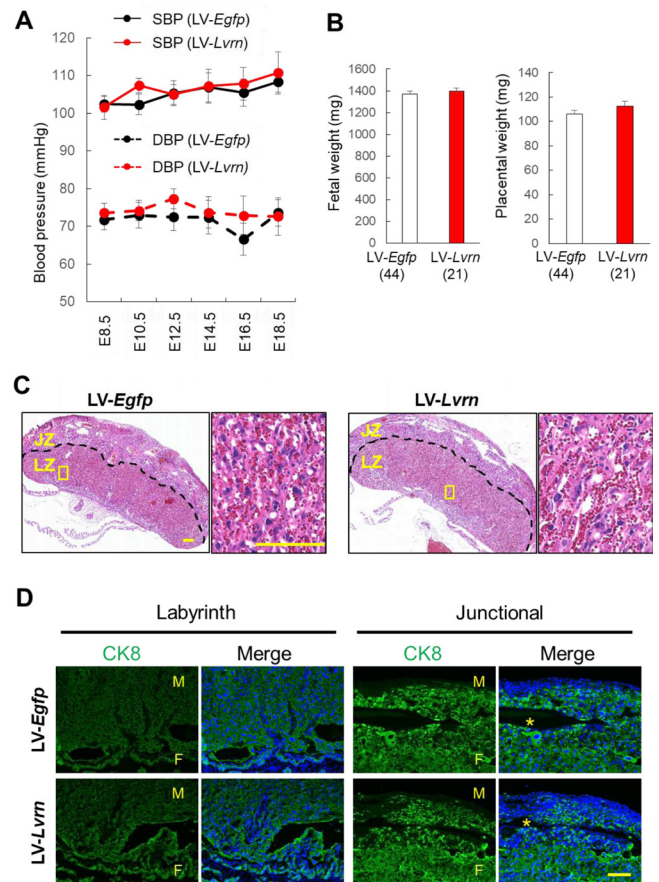 A
SBP (LV-Egfp)
SBP (LV-Lvrn)
DBP (LV-Egfp)
DBP (LV-Lvrn)
Blood pressure (mmHg)
120
110
100
90
80
70
60
50
E8.5
E10.5
E12.5
E14.5
E16.5
E18.5
B
Fetal weight (mg)
1600
1400
1200
1000
800
600
400
200
0
LV-Egfp
(44)
LV-Lvrn
(21)
Placental weight (mg)
140
120
100
80
60
40
20
0
LV-Egfp
(44)
LV-Lvrn
(21)
C
LV-Egfp
LV-Lvrn
JZ
LZ
JZ
LZ
D
Labyrinth
Junctional
CK8
Merge
CK8
Merge
LV-Egfp
M
F
M
F
*
LV-Lvrn
M
F
M
F
*